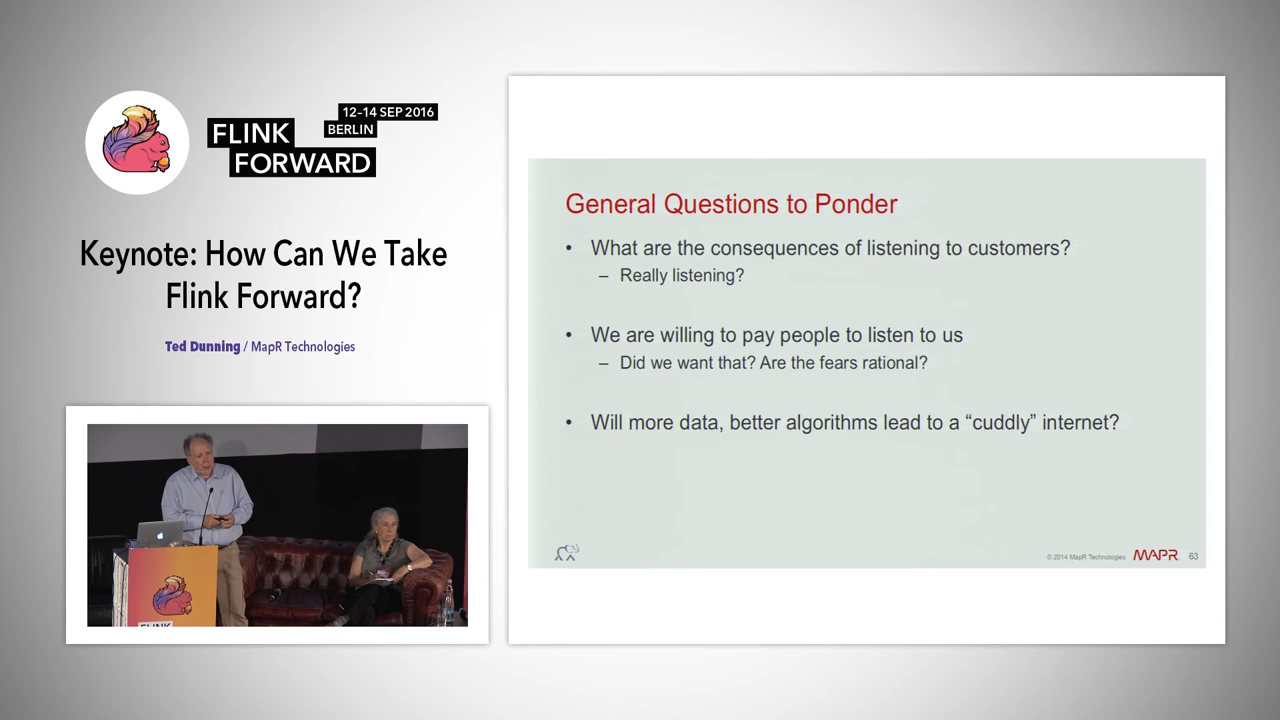 12–14 SEP 2016
BERLIN
FLINK
FORWARD
Keynote: How Can We Take
Flink Forward?
Ted Dunning / MapR Technologies
FLINK
General Questions to Ponder
• What are the consequences of listening to customers?
– Really listening?
• We are willing to pay people to listen to us
– Did we want that? Are the fears rational?
• Will more data, better algorithms lead to a “cuddly” internet?
© 2014 MapR Technologies MAPR 63